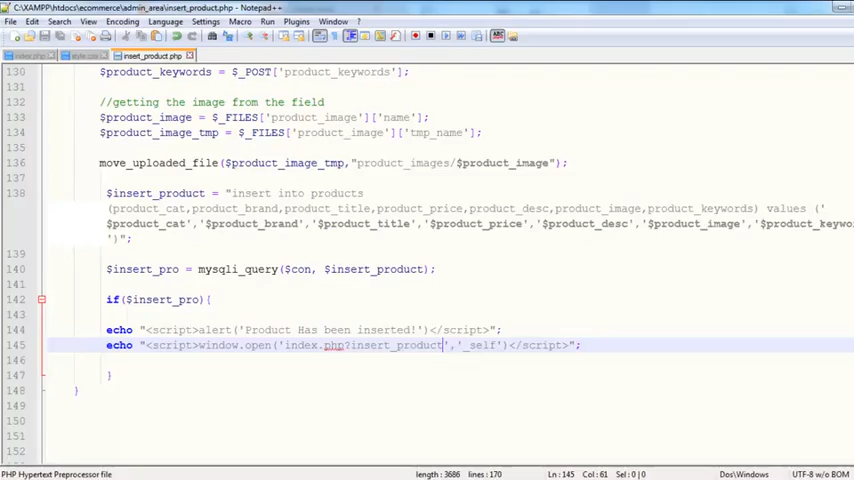 C:\XAMPP\htdocs\ecommerce\admin_area\insert_product.php - Notepad++
File Edit Search View Encoding Language Settings Macro Run Plugins Window ?
index.php style.css insert_product.php
130 $product_keywords = $_POST['product_keywords'];
131
132 //getting the image from the field
133 $product_image = $_FILES['product_image']['name'];
134 $product_image_tmp = $_FILES['product_image']['tmp_name'];
135
136 move_uploaded_file($product_image_tmp,"product_images/$product_image");
137
138 $insert_product = "insert into products
(product_cat,product_brand,product_title,product_price,product_desc,product_image,product_keywords) values ('
$product_cat','$product_brand','$product_title','$product_price','$product_desc','$product_image','$product_keywo
')";
139
140 $insert_pro = mysqli_query($con, $insert_product);
141
142 if($insert_pro){
143
144 echo "<script>alert('Product Has been inserted!')</script>";
145 echo "<script>window.open('index.php?insert_product','_self')</script>";
146
147 }
148 }
149
150
151
152
PHP Hypertext Preprocessor file length : 3686 lines : 170 Ln : 145 Col : 61 Sel : 0 | 0 Dos\Windows UTF-8 w/o BOM